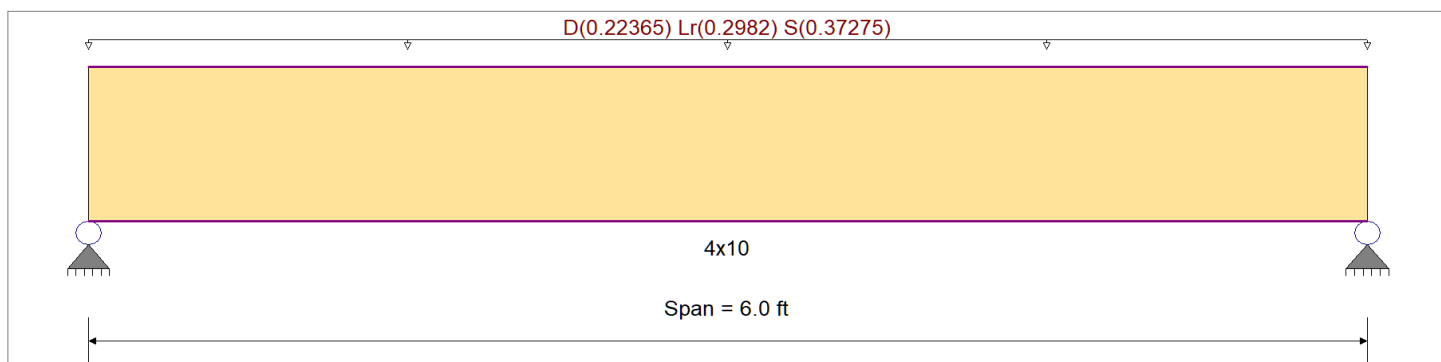 D(0.22365) Lr(0.2982) S(0.37275)
4x10
Span = 6.0 ft